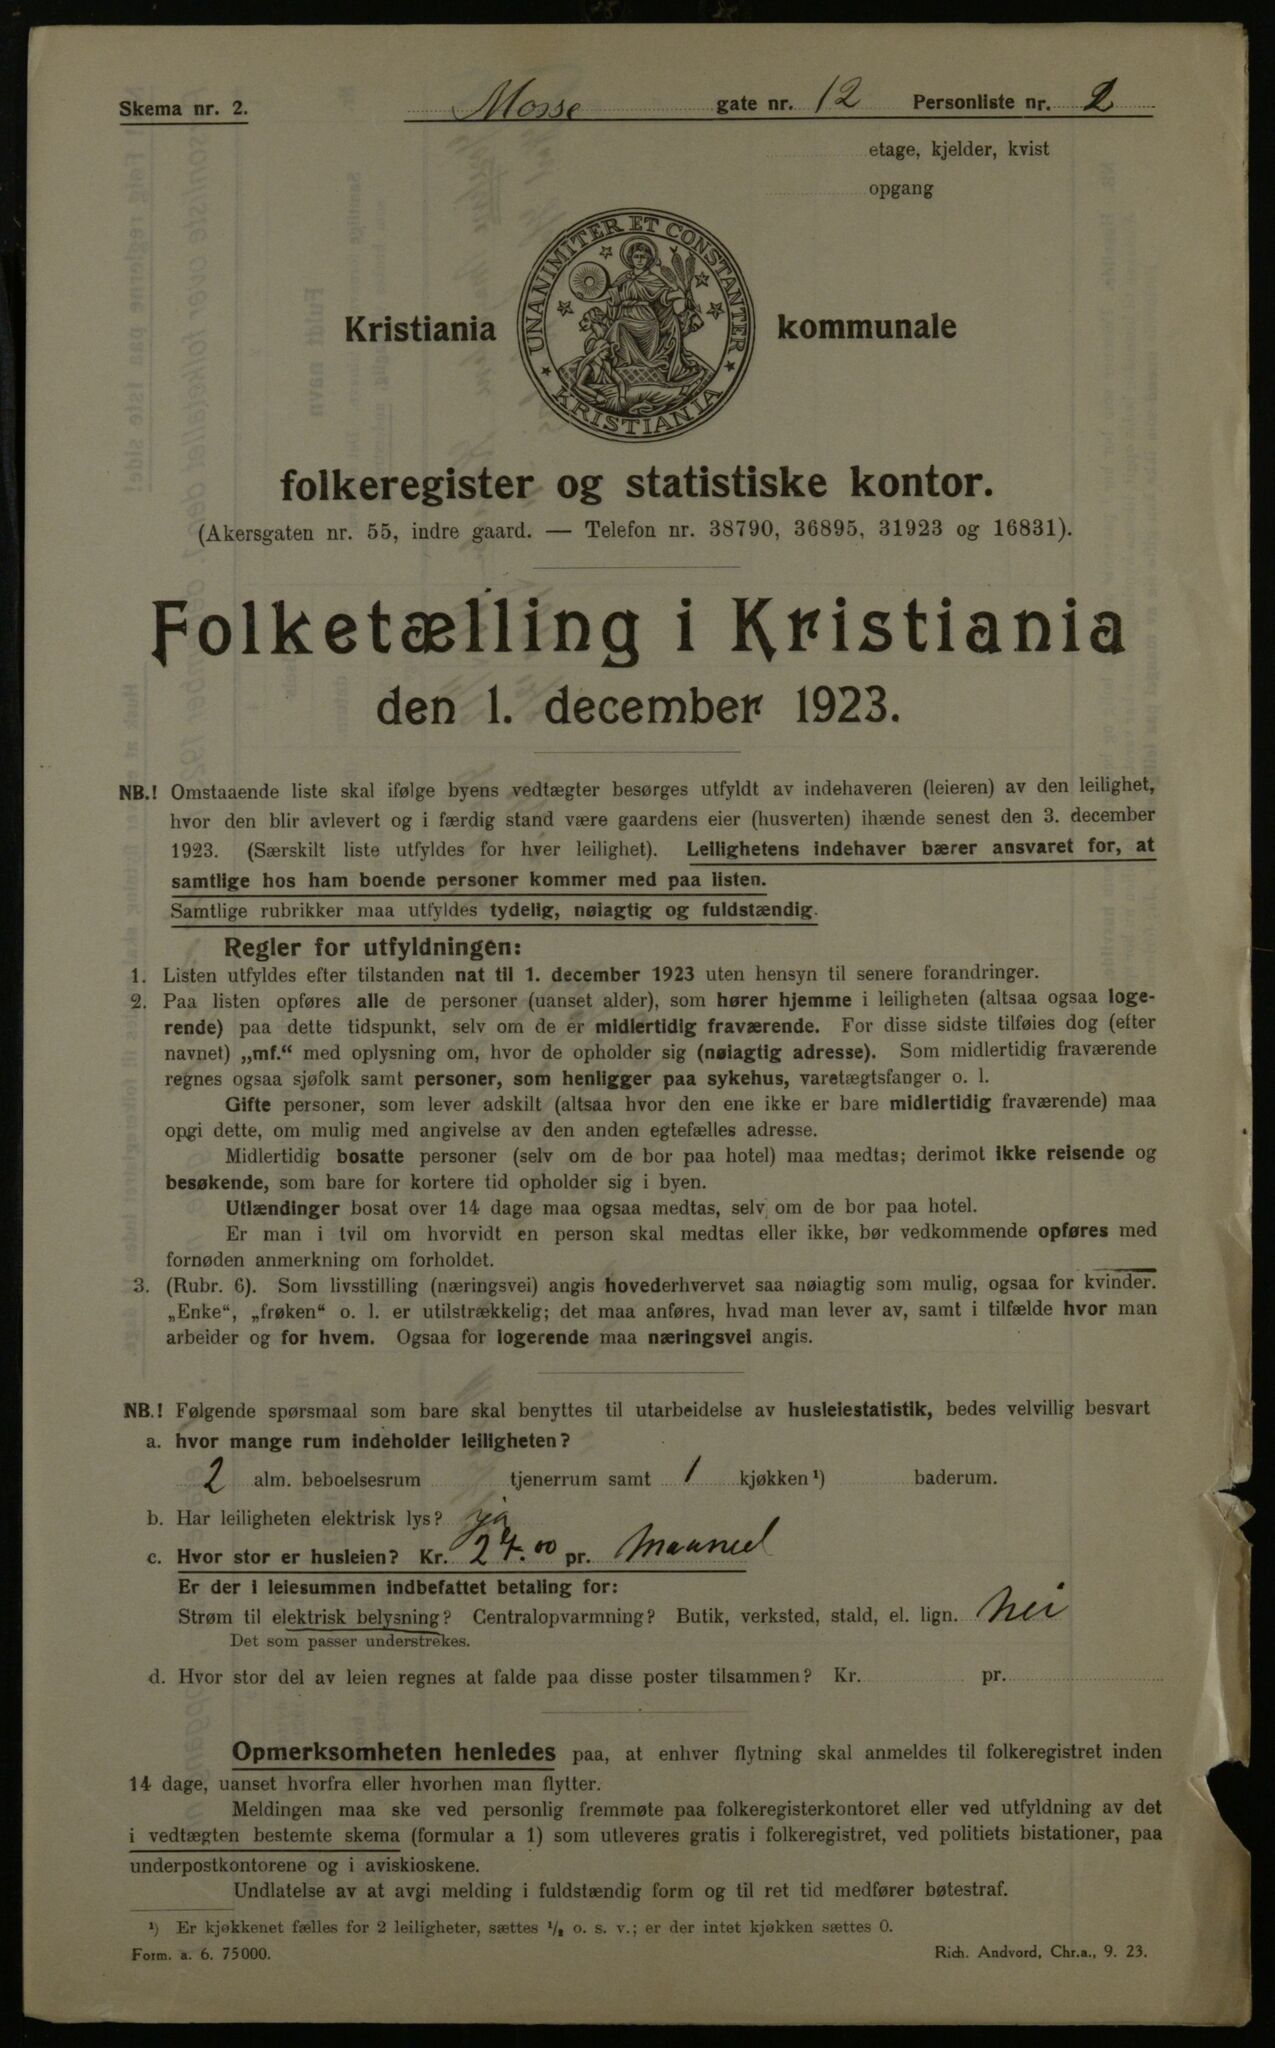 Skema nr. 2.
Mosse gate nr. 12 Personliste nr. 2
etage, kjelder, kvist
opgang
UNANIMITER ET CONSTANTER
KRISTIANIA
Kristiania kommunale
folkeregister og statistiske kontor.
(Akersgaten nr. 55, indre gaard. — Telefon nr. 38790, 36895, 31923 og 16831).
Folketælling i Kristiania
den 1. december 1923.
NB.! Omstaaende liste skal ifølge byens vedtægter besørges utfyldt av indehaveren (leieren) av den leilighet,
hvor den blir avlevert og i færdig stand være gaardens eier (husverten) ihænde senest den 3. december
1923. (Særskilt liste utfyldes for hver leilighet). Leilighetens indehaver bærer ansvaret for, at
samtlige hos ham boende personer kommer med paa listen.
Samtlige rubrikker maa utfyldes tydelig, nøiagtig og fuldstændig.
Regler for utfyldningen:
1. Listen utfyldes efter tilstanden nat til 1. december 1923 uten hensyn til senere forandringer.
2. Paa listen opføres alle de personer (uanset alder), som hører hjemme i leiligheten (altsaa ogsaa loge-
rende) paa dette tidspunkt, selv om de er midlertidig fraværende. For disse sidste tilføies dog (efter
navnet) „mf.“ med oplysning om, hvor de opholder sig (nøiagtig adresse). Som midlertidig fraværende
regnes ogsaa sjøfolk samt personer, som henligger paa sykehus, varetægtsfanger o. l.
Gifte personer, som lever adskilt (altsaa hvor den ene ikke er bare midlertidig fraværende) maa
opgi dette, om mulig med angivelse av den anden egtefælles adresse.
Midlertidig bosatte personer (selv om de bor paa hotel) maa medtas; derimot ikke reisende og
besøkende, som bare for kortere tid opholder sig i byen.
Utlændinger bosat over 14 dage maa ogsaa medtas, selv om de bor paa hotel.
Er man i tvil om hvorvidt en person skal medtas eller ikke, bør vedkommende opføres med
fornøden anmerkning om forholdet.
3. (Rubr. 6). Som livsstilling (næringsvei) angis hovederhvervet saa nøiagtig som mulig, ogsaa for kvinder.
„Enke“, „frøken“ o. l. er utilstrækkelig; det maa anføres, hvad man lever av, samt i tilfælde hvor man
arbeider og for hvem. Ogsaa for logerende maa næringsvei angis.
NB.! Følgende spørsmaal som bare skal benyttes til utarbeidelse av husleiestatistik, bedes velvillig besvart
a. hvor mange rum indeholder leiligheten?
2 alm. beboelsesrum tjenerrum samt 1 kjøkken ¹) baderum.
b. Har leiligheten elektrisk lys? ja
c. Hvor stor er husleien? Kr. 24.00 pr. Maaned
Er der i leiesummen indbefattet betaling for:
Strøm til elektrisk belysning? Centralopvarmning? Butik, verksted, stald, el. lign. Nei
Det som passer understrekes.
d. Hvor stor del av leien regnes at falde paa disse poster tilsammen? Kr. pr.
Opmerksomheten henledes paa, at enhver flytning skal anmeldes til folkeregistret inden
14 dage, uanset hvorfra eller hvorhen man flytter.
Meldingen maa ske ved personlig fremmøte paa folkeregisterkontoret eller ved utfyldning av det
i vedtægten bestemte skema (formular a 1) som utleveres gratis i folkeregistret, ved politiets bistationer, paa
underpostkontorene og i aviskioskene.
Undlatelse av at avgi melding i fuldstændig form og til ret tid medfører bøtestraf.
¹) Er kjøkkenet fælles for 2 leiligheter, sættes ¹/₂ o. s. v.; er der intet kjøkken sættes 0.
Form. a. 6. 75000. Rich. Andvord, Chr.a., 9. 23.